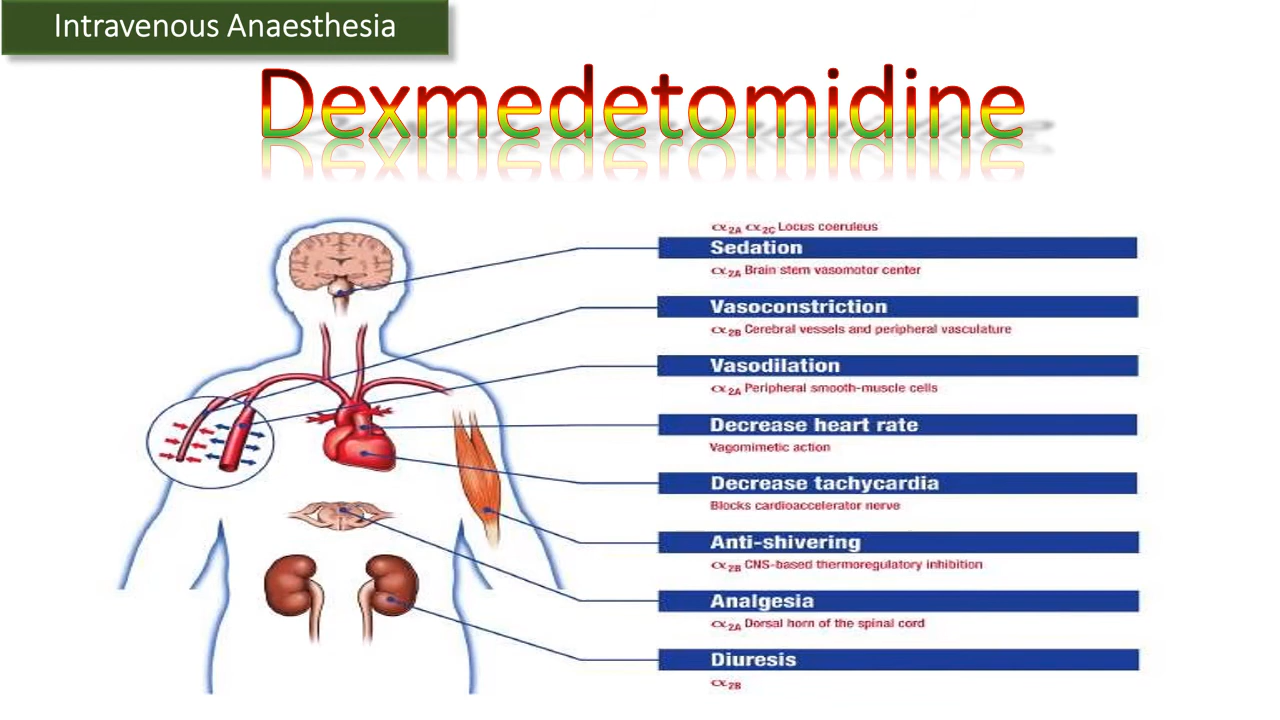 Intravenous Anaesthesia
Dexmedetomidine
α2A α2C Locus coeruleus
Sedation
α2A Brain stem vasomotor center
Vasoconstriction
α2B Cerebral vessels and peripheral vasculature
Vasodilation
α2A Peripheral smooth-muscle cells
Decrease heart rate
Vagomimetic action
Decrease tachycardia
Blocks cardioaccelerator nerve
Anti-shivering
α2B CNS-based thermoregulatory inhibition
Analgesia
α2A Dorsal horn of the spinal cord
Diuresis
α2B